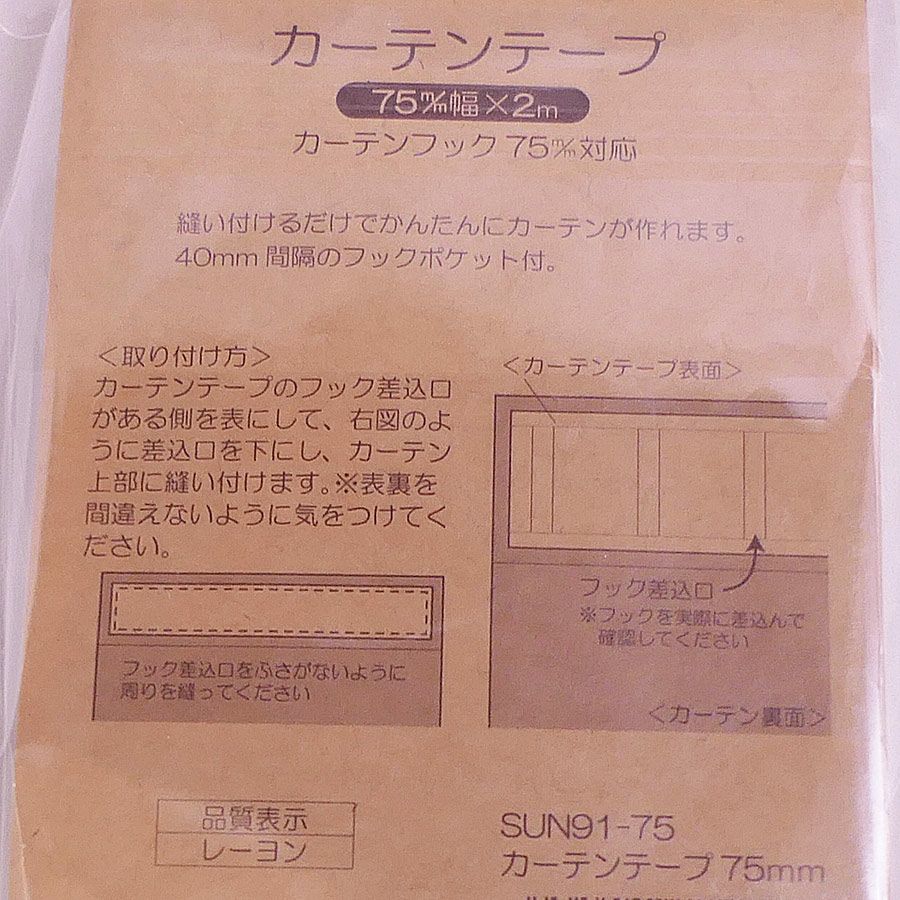 カーテンテープ
75㎜幅×2m
カーテンフック75㎜対応
縫い付けるだけでかんたんにカーテンが作れます。
40mm間隔のフックポケット付。
＜取り付け方＞
カーテンテープのフック差込口
がある側を表にして、右図のよ
うに差込口を下にし、カーテン
上部に縫い付けます。※表裏を
間違えないように気をつけてく
ださい。
フック差込口をふさがないように
周りを縫ってください
＜カーテンテープ表面＞
フック差込口
※フックを実際に差込んで
確認してください
＜カーテン裏面＞
品質表示
レーヨン
SUN91-75
カーテンテープ75mm